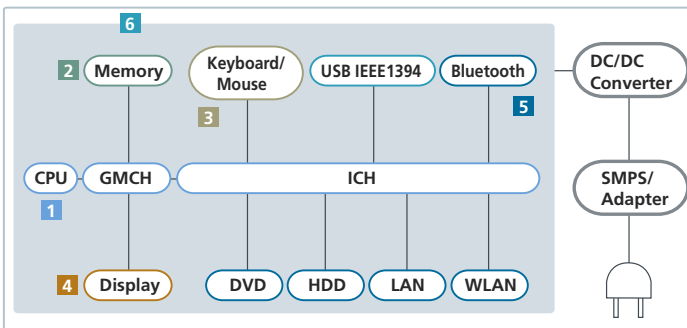 6
2
Memory
Keyboard/
Mouse
3
USB IEEE1394
Bluetooth
5
DC/DC
Converter
CPU
1
GMCH
ICH
SMPS/
Adapter
4
Display
DVD
HDD
LAN
WLAN